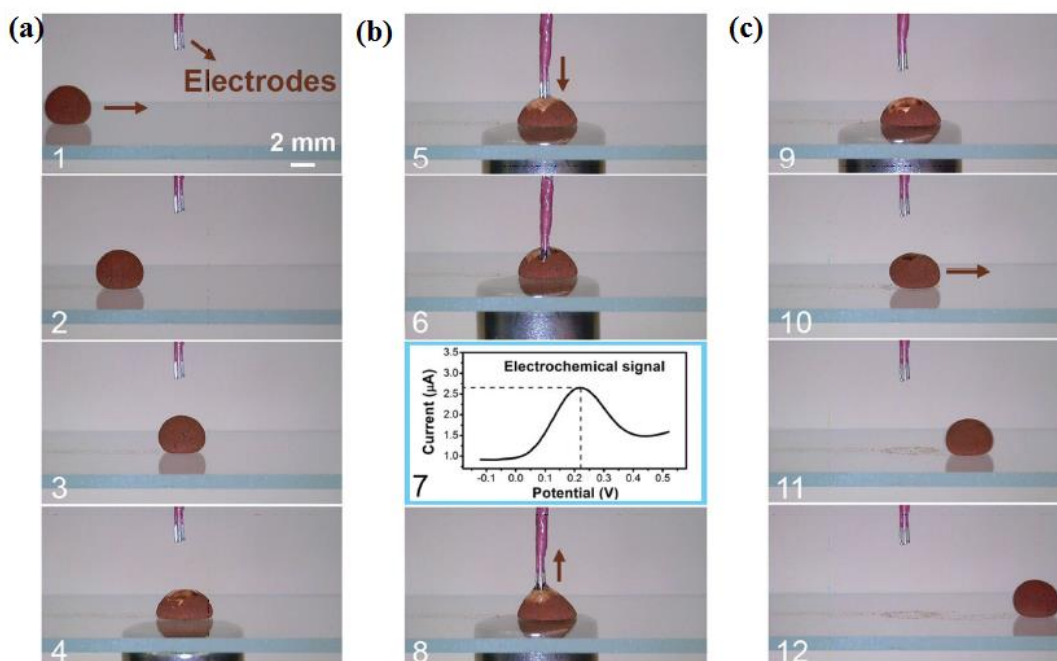 (a)
Electrodes
2 mm
1
2
3
4
(b)
5
6
3.5
3.0
2.5
2.0
1.5
1.0
Current (µA)
Electrochemical signal
-0.1 0.0 0.1 0.2 0.3 0.4 0.5
Potential (V)
7
8
(c)
9
10
11
12